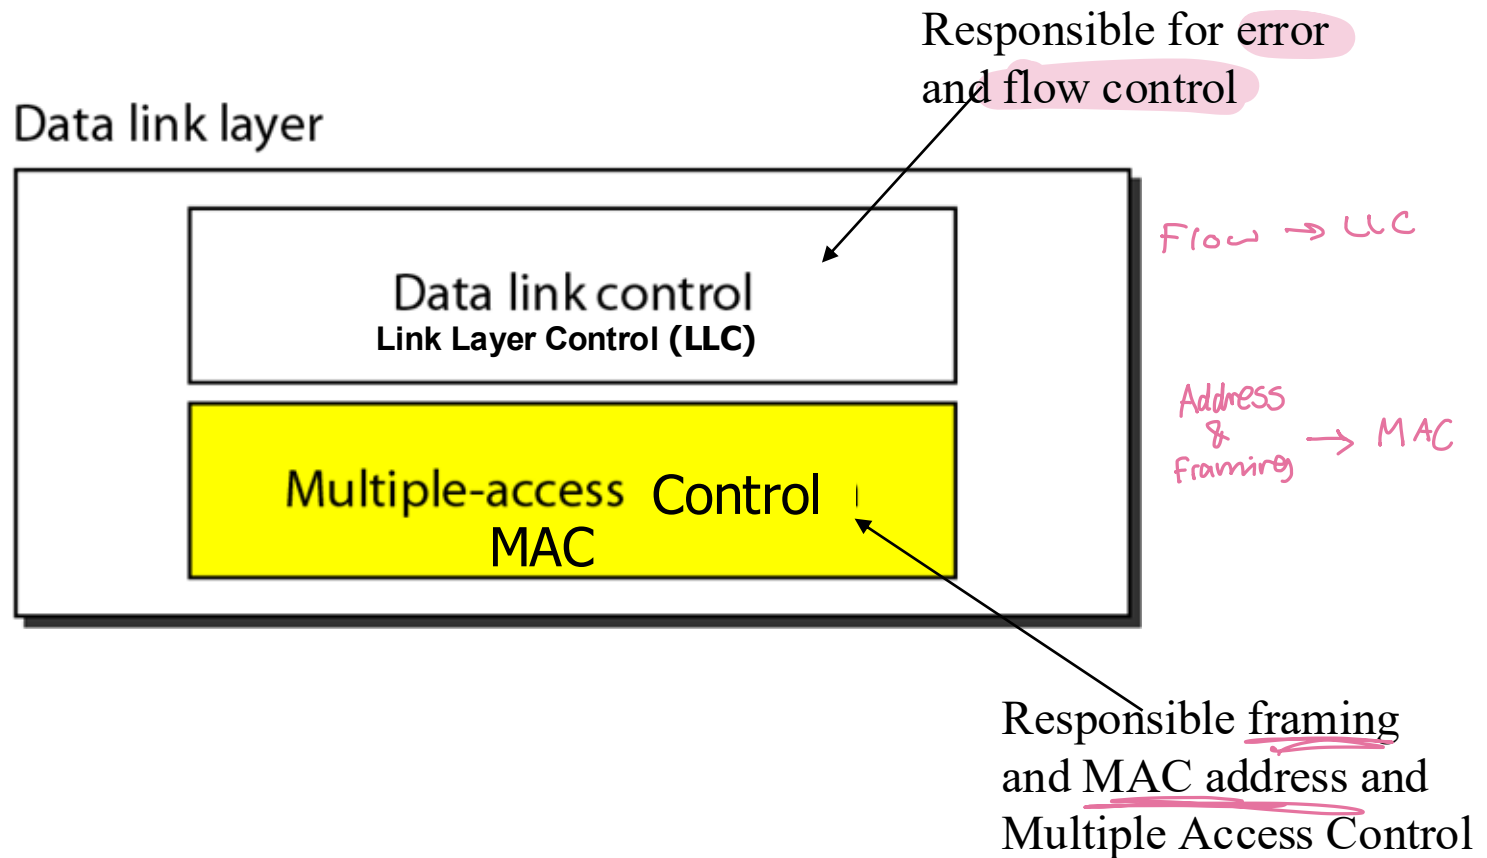 Responsible for error
and flow control
Data link layer
Data link control
Link Layer Control (LLC)
Flow → LLC
Address
&
Framing
→ MAC
Multiple-access Control
MAC
Responsible framing
and MAC address and
Multiple Access Control